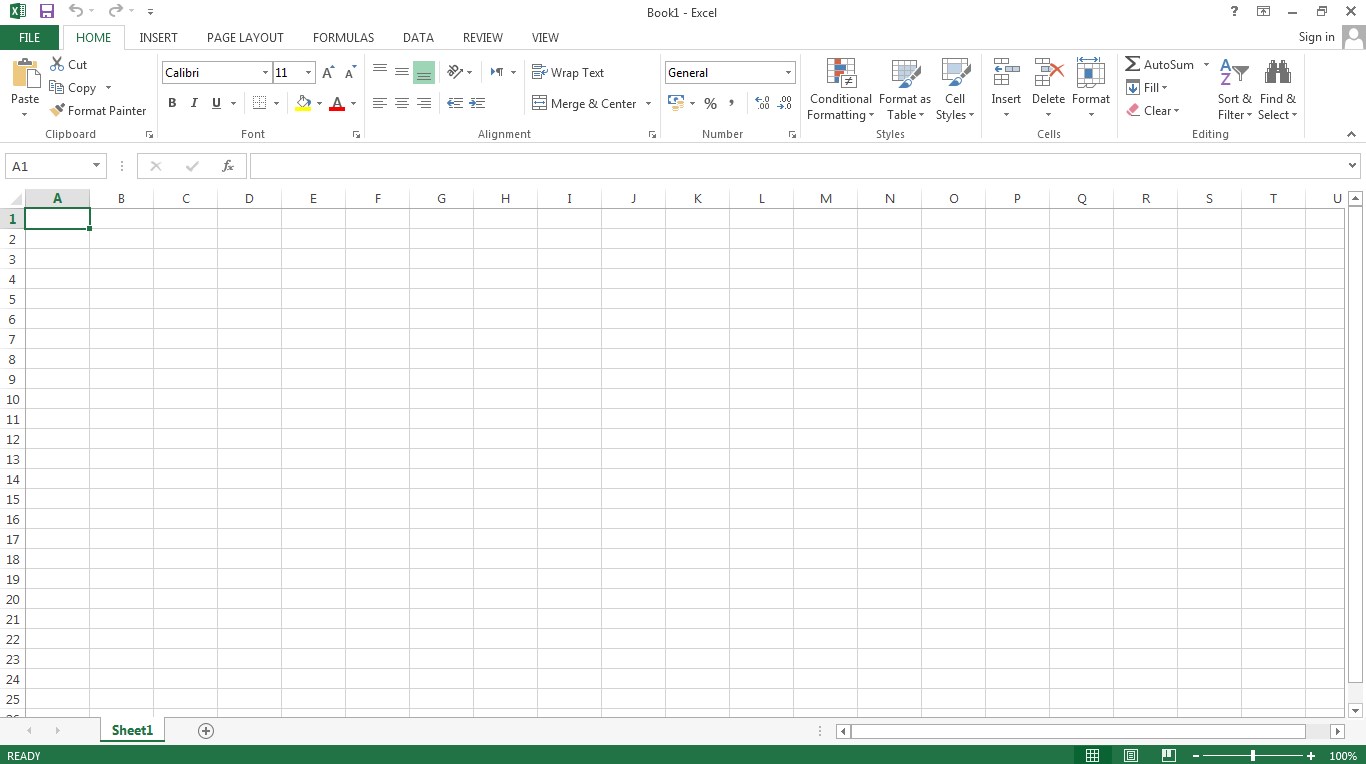 Book1 - Excel
?
FILE HOME INSERT PAGE LAYOUT FORMULAS DATA REVIEW VIEW Sign in
Paste
Cut
Copy
Format Painter
Clipboard
Calibri 11 A A
B I U A
Font
Wrap Text
Merge & Center
Alignment
General
% , .0 .00
Number
Conditional Formatting
Format as Table
Cell Styles
Styles
Insert Delete Format
Cells
AutoSum
Fill
Clear
Sort & Filter
Find & Select
Editing
A1 fx
A B C D E F G H I J K L M N O P Q R S T U
1
2
3
4
5
6
7
8
9
10
11
12
13
14
15
16
17
18
19
20
21
22
23
24
25
Sheet1
READY 100%